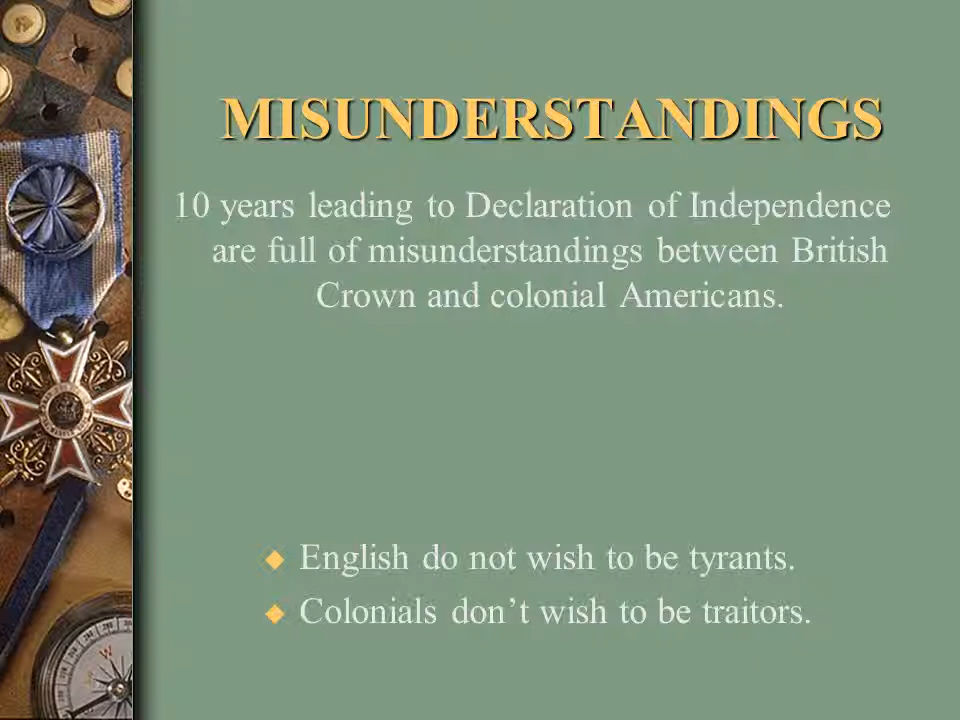 MISUNDERSTANDINGS
10 years leading to Declaration of Independence
are full of misunderstandings between British
Crown and colonial Americans.
English do not wish to be tyrants.
Colonials don’t wish to be traitors.